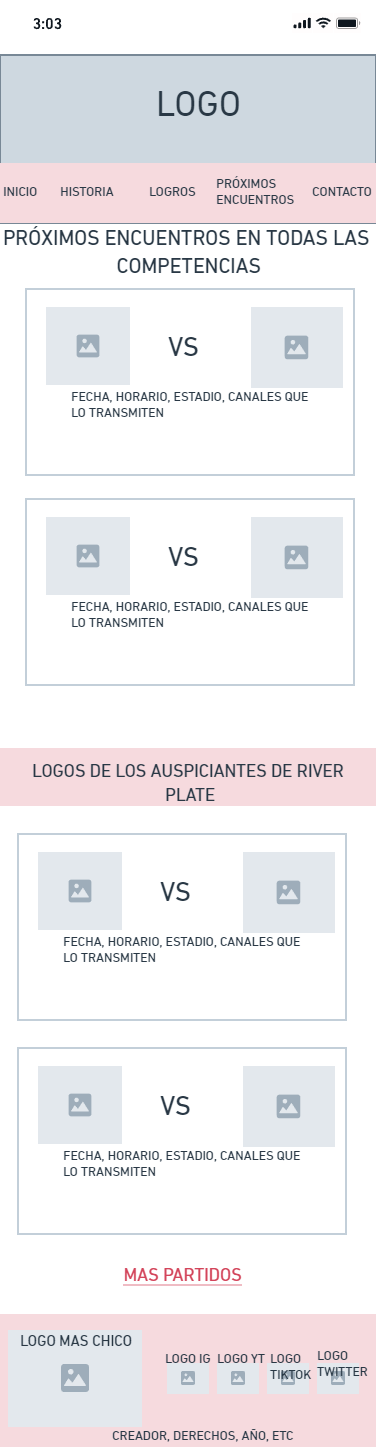 3:03
LOGO
INICIO
HISTORIA
LOGROS
PRÓXIMOS
ENCUENTROS
CONTACTO
PRÓXIMOS ENCUENTROS EN TODAS LAS
COMPETENCIAS
VS
FECHA, HORARIO, ESTADIO, CANALES QUE
LO TRANSMITEN
VS
FECHA, HORARIO, ESTADIO, CANALES QUE
LO TRANSMITEN
LOGOS DE LOS AUSPICIANTES DE RIVER
PLATE
VS
FECHA, HORARIO, ESTADIO, CANALES QUE
LO TRANSMITEN
VS
FECHA, HORARIO, ESTADIO, CANALES QUE
LO TRANSMITEN
MAS PARTIDOS
LOGO MAS CHICO
LOGO IG
LOGO YT
LOGO
TIKTOK
LOGO
TWITTER
CREADOR, DERECHOS, AÑO, ETC